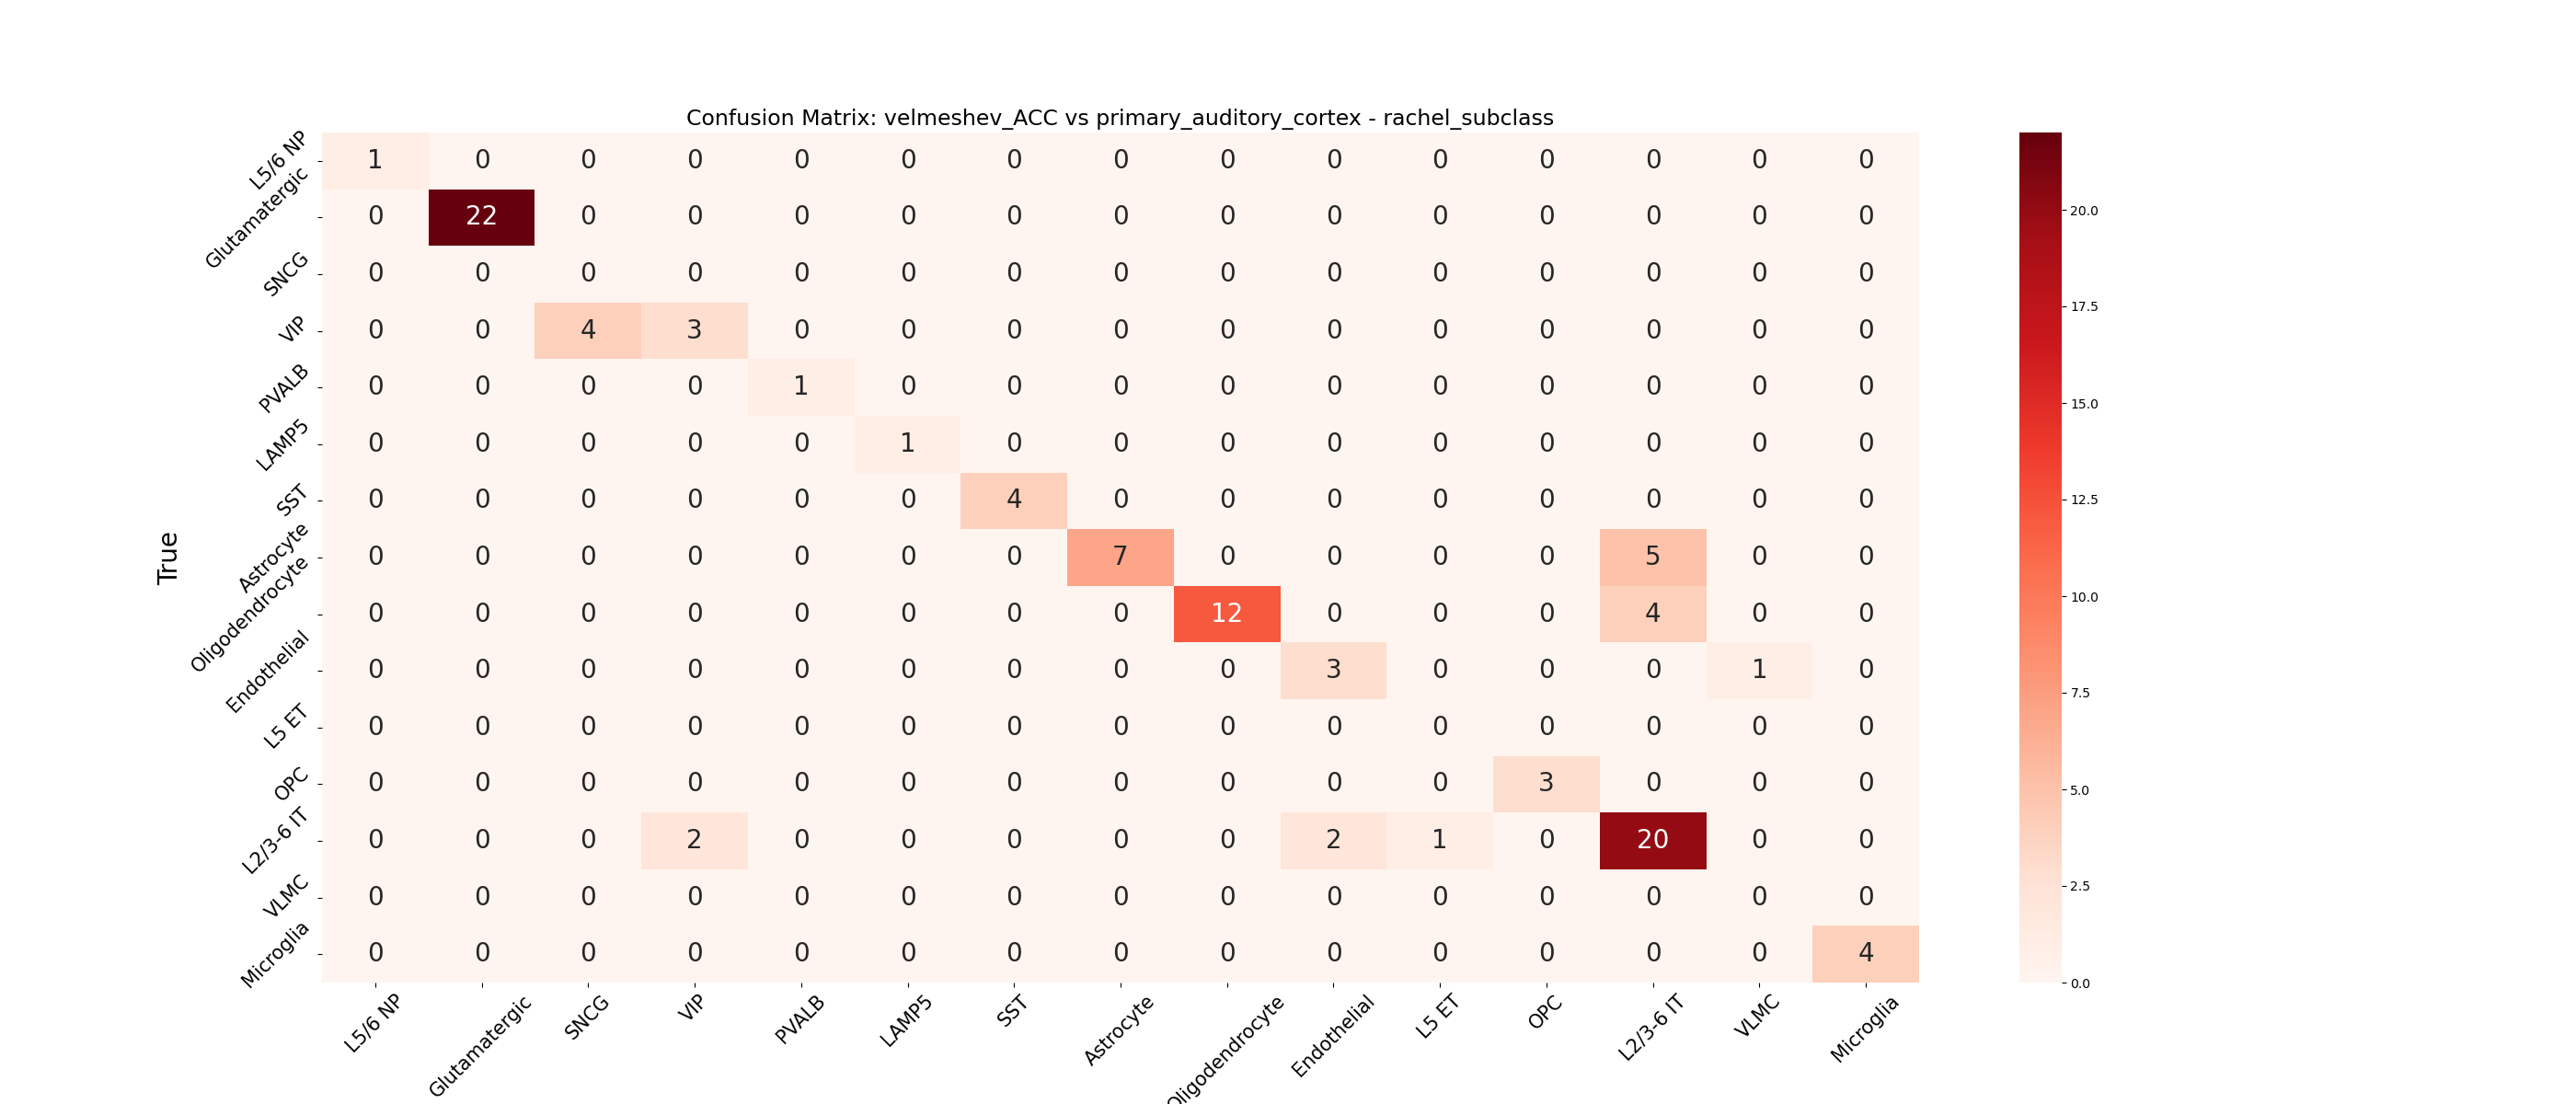 Confusion Matrix: velmeshev_ACC vs primary_auditory_cortex - rachel_subclass
True
L5/6 NP 1 0 0 0 0 0 0 0 0 0 0 0 0 0 0
Glutamatergic 0 22 0 0 0 0 0 0 0 0 0 0 0 0 0
SNCG 0 0 0 0 0 0 0 0 0 0 0 0 0 0 0
VIP 0 0 4 3 0 0 0 0 0 0 0 0 0 0 0
PVALB 0 0 0 0 1 0 0 0 0 0 0 0 0 0 0
LAMP5 0 0 0 0 0 1 0 0 0 0 0 0 0 0 0
SST 0 0 0 0 0 0 4 0 0 0 0 0 0 0 0
Astrocyte 0 0 0 0 0 0 0 7 0 0 0 0 5 0 0
Oligodendrocyte 0 0 0 0 0 0 0 0 12 0 0 0 4 0 0
Endothelial 0 0 0 0 0 0 0 0 0 3 0 0 0 1 0
L5 ET 0 0 0 0 0 0 0 0 0 0 0 0 0 0 0
OPC 0 0 0 0 0 0 0 0 0 0 0 3 0 0 0
L2/3-6 IT 0 0 0 2 0 0 0 0 0 2 1 0 20 0 0
VLMC 0 0 0 0 0 0 0 0 0 0 0 0 0 0 0
Microglia 0 0 0 0 0 0 0 0 0 0 0 0 0 0 4
L5/6 NP Glutamatergic SNCG VIP PVALB LAMP5 SST Astrocyte Oligodendrocyte Endothelial L5 ET OPC L2/3-6 IT VLMC Microglia
20.0
17.5
15.0
12.5
10.0
7.5
5.0
2.5
0.0